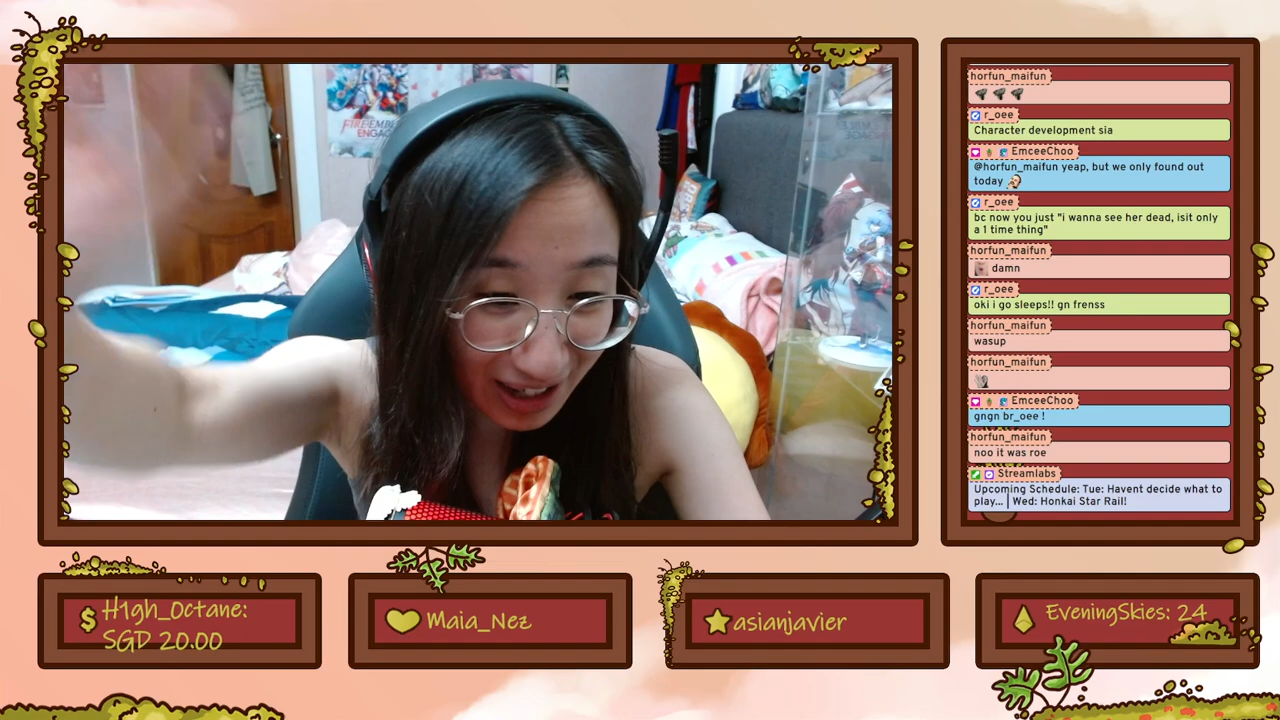 FIRE EMBLEM
ENGAGE
horfun_maifun
r_oee
Character development sia
EmceeChoo
@horfun_maifun yeap, but we only found out
today
r_oee
bc now you just "i wanna see her dead, isit only
a 1 time thing"
horfun_maifun
damn
r_oee
oki i go sleeps!! gn frenss
horfun_maifun
wasup
horfun_maifun
EmceeChoo
gngn br_oee !
horfun_maifun
noo it was roe
Streamlabs
Upcoming Schedule: Tue: Havent decide what to
play... | Wed: Honkai Star Rail!
$ H1gh_Octane:
SGD 20.00
Maia_Nez
asianjavier
EveningSkies: 24